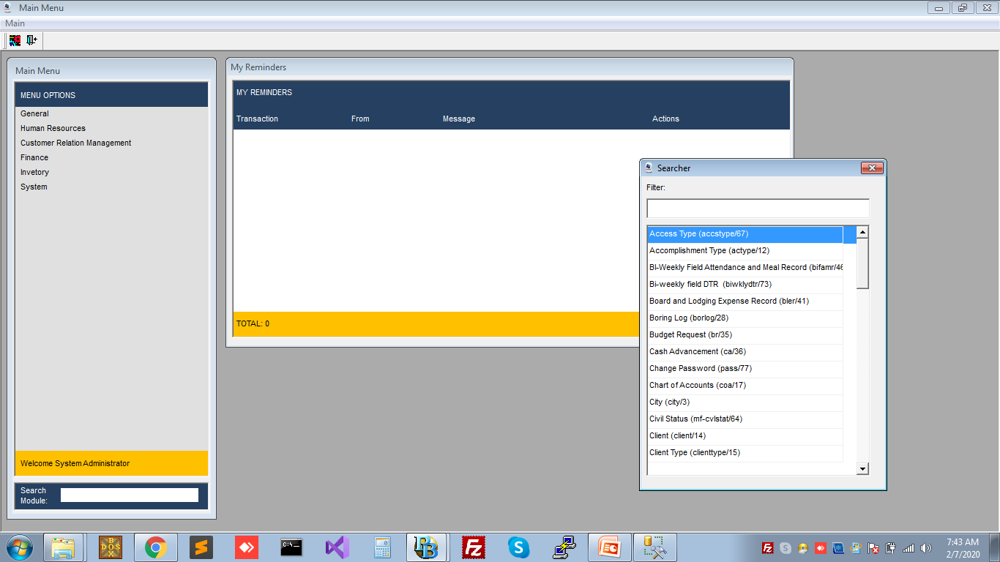 Main Menu
Main
Main Menu
MENU OPTIONS
General
Human Resources
Customer Relation Management
Finance
Invetory
System
Welcome System Administrator
Search
Module:
My Reminders
MY REMINDERS
Transaction From Message Actions
TOTAL: 0
Searcher
Filter:
Access Type (accstype/67)
Accomplishment Type (actype/12)
BI-Weekly Field Attendance and Meal Record (bifamr/46
Bi-weekly field DTR (biwklydtr/73)
Board and Lodging Expense Record (bler/41)
Boring Log (borlog/28)
Budget Request (br/35)
Cash Advancement (ca/36)
Change Password (pass/77)
Chart of Accounts (coa/17)
City (city/3)
Civil Status (mf-cvlstat/64)
Client (client/14)
Client Type (clienttype/15)
7:43 AM
2/7/2020